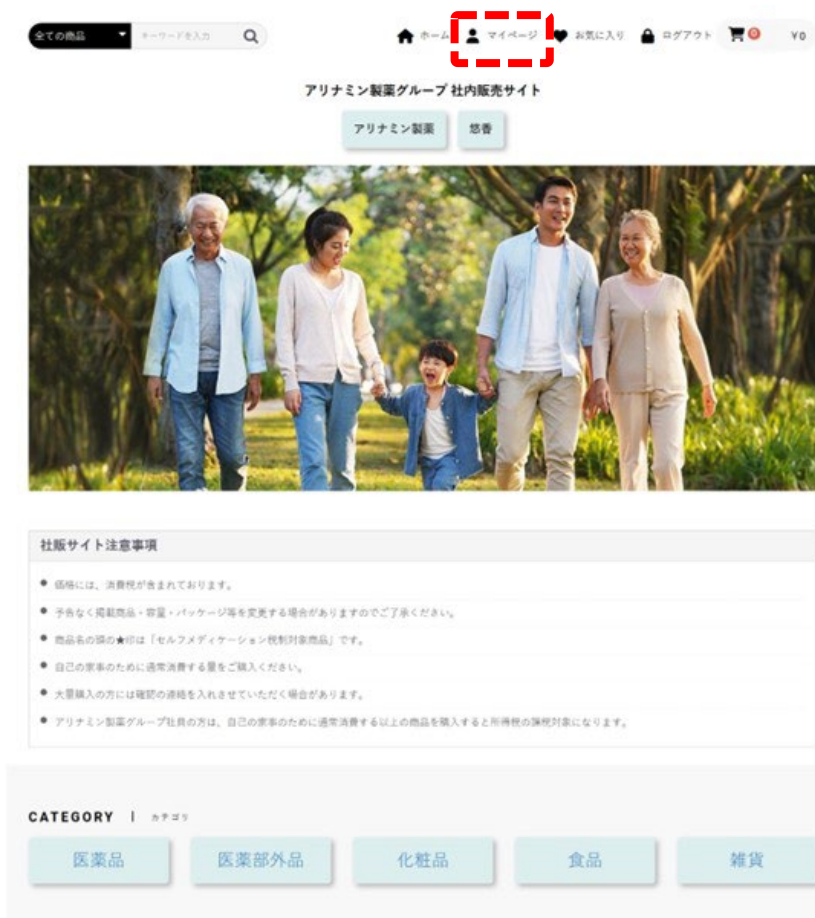 全ての商品 キーワードを入力 ホーム マイページ お気に入り ログアウト 0 ¥0
アリナミン製薬グループ 社内販売サイト
アリナミン製薬 悠香
社販サイト注意事項
● 価格には、消費税が含まれております。
● 予告なく掲載商品・容量・パッケージ等を変更する場合がありますのでご了承ください。
● 商品名の頭の★印は「セルフメディケーション税制対象商品」です。
● 自己の家事のために通常消費する量をご購入ください。
● 大量購入の方には確認の連絡を入れさせていただく場合があります。
● アリナミン製薬グループ社員の方は、自己の家事のために通常消費する以上の商品を購入すると所得税の課税対象になります。
CATEGORY | カテゴリ
医薬品 医薬部外品 化粧品 食品 雑貨